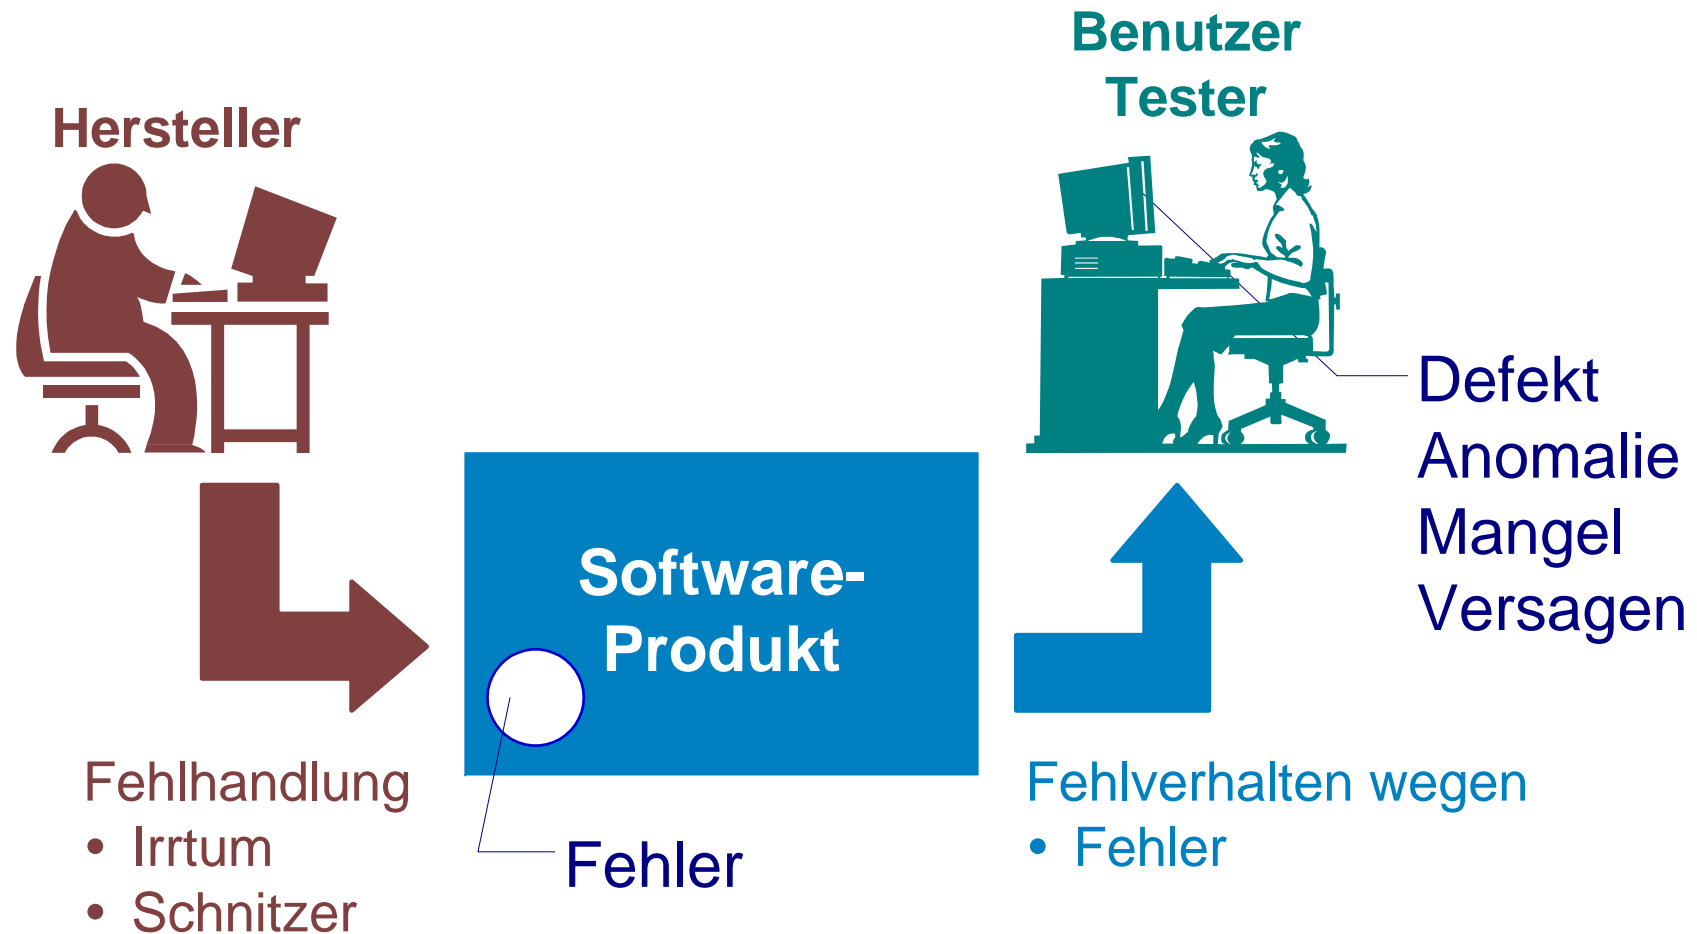 Hersteller
Benutzer
Tester
Defekt
Anomalie
Mangel
Versagen
Software-
Produkt
Fehlhandlung
• Irrtum
• Schnitzer
Fehler
Fehlverhalten wegen
• Fehler